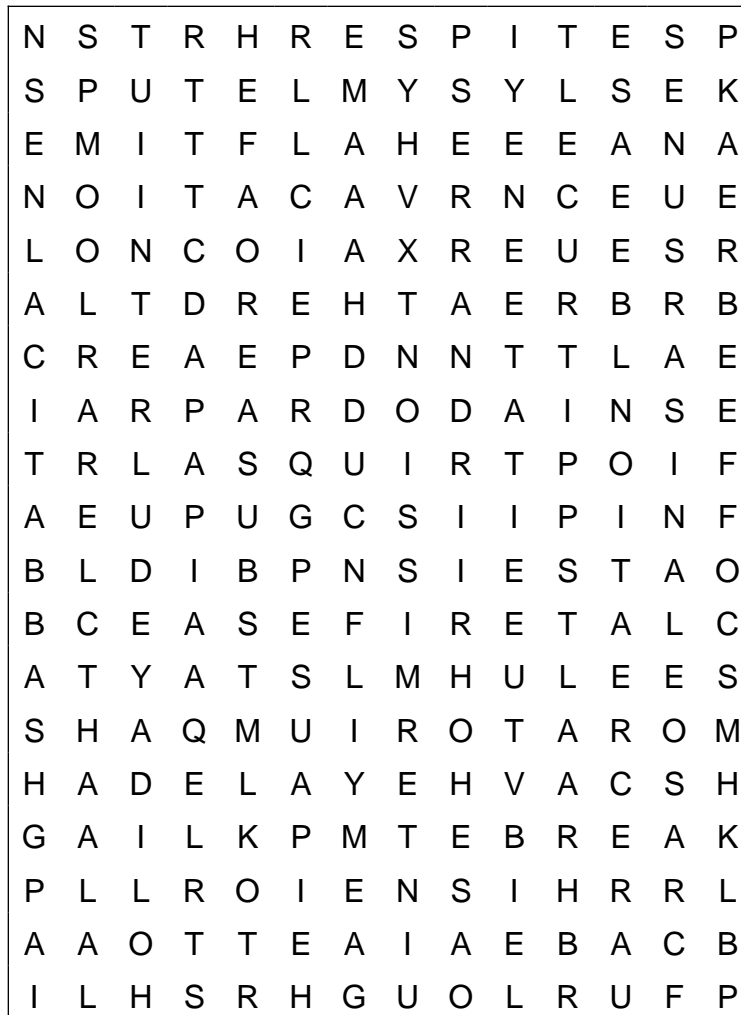 N S T R H R E S P I T E S P
S P U T E L M Y S Y L S E K
E M I T F L A H E E E A N A
N O I T A C A V R N C E U E
L O N C O I A X R E U E S R
A L T D R E H T A E R B R B
C R E A E P D N N T T L A E
I A R P A R D O D A I N S E
T R L A S Q U I R T P O I F
A E U P U G C S I I P I N F
B L D I B P N S I E S T A O
B C E A S E F I R E T A L C
A T Y A T S L M H U L E E S
S H A Q M U I R O T A R O M
H A D E L A Y E H V A C S H
G A I L K P M T E B R E A K
P L L R O I E N S I H R R L
A A O T T E A I A E B A C B
I L H S R H G U O L R U F P